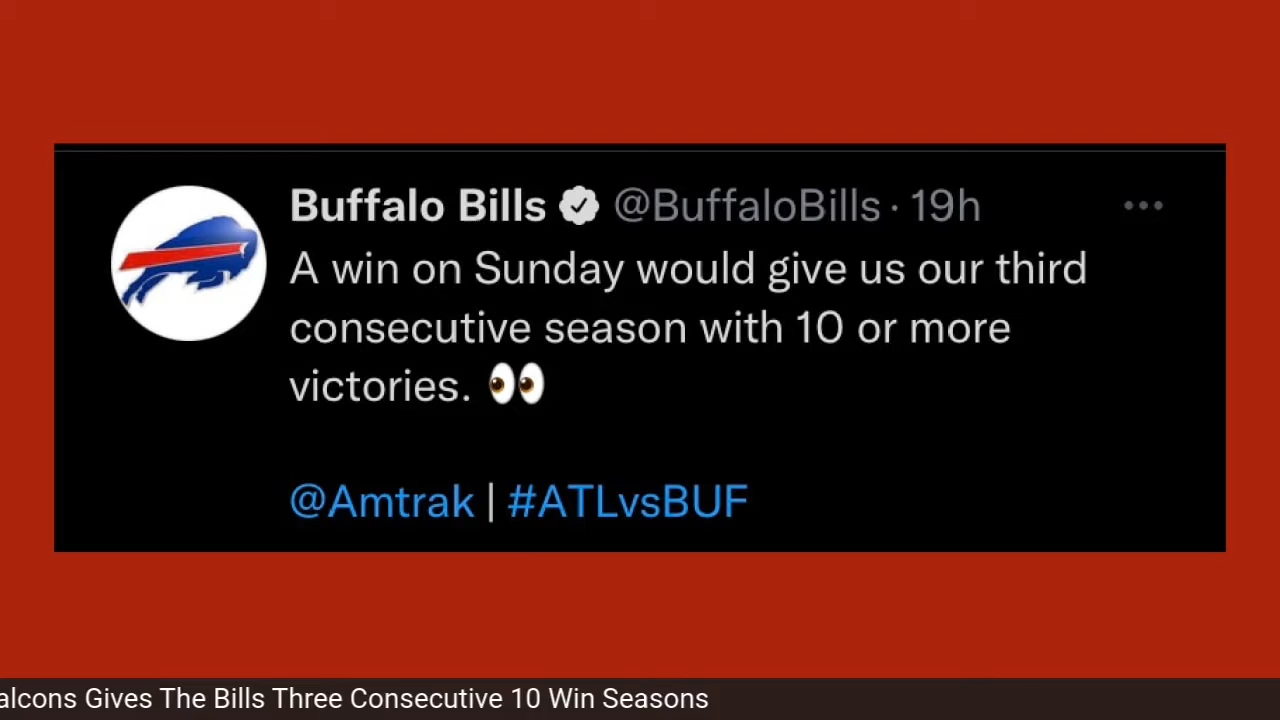 Buffalo Bills @BuffaloBills · 19h
A win on Sunday would give us our third
consecutive season with 10 or more
victories. 👀
@Amtrak | #ATLvsBUF
alcons Gives The Bills Three Consecutive 10 Win Seasons